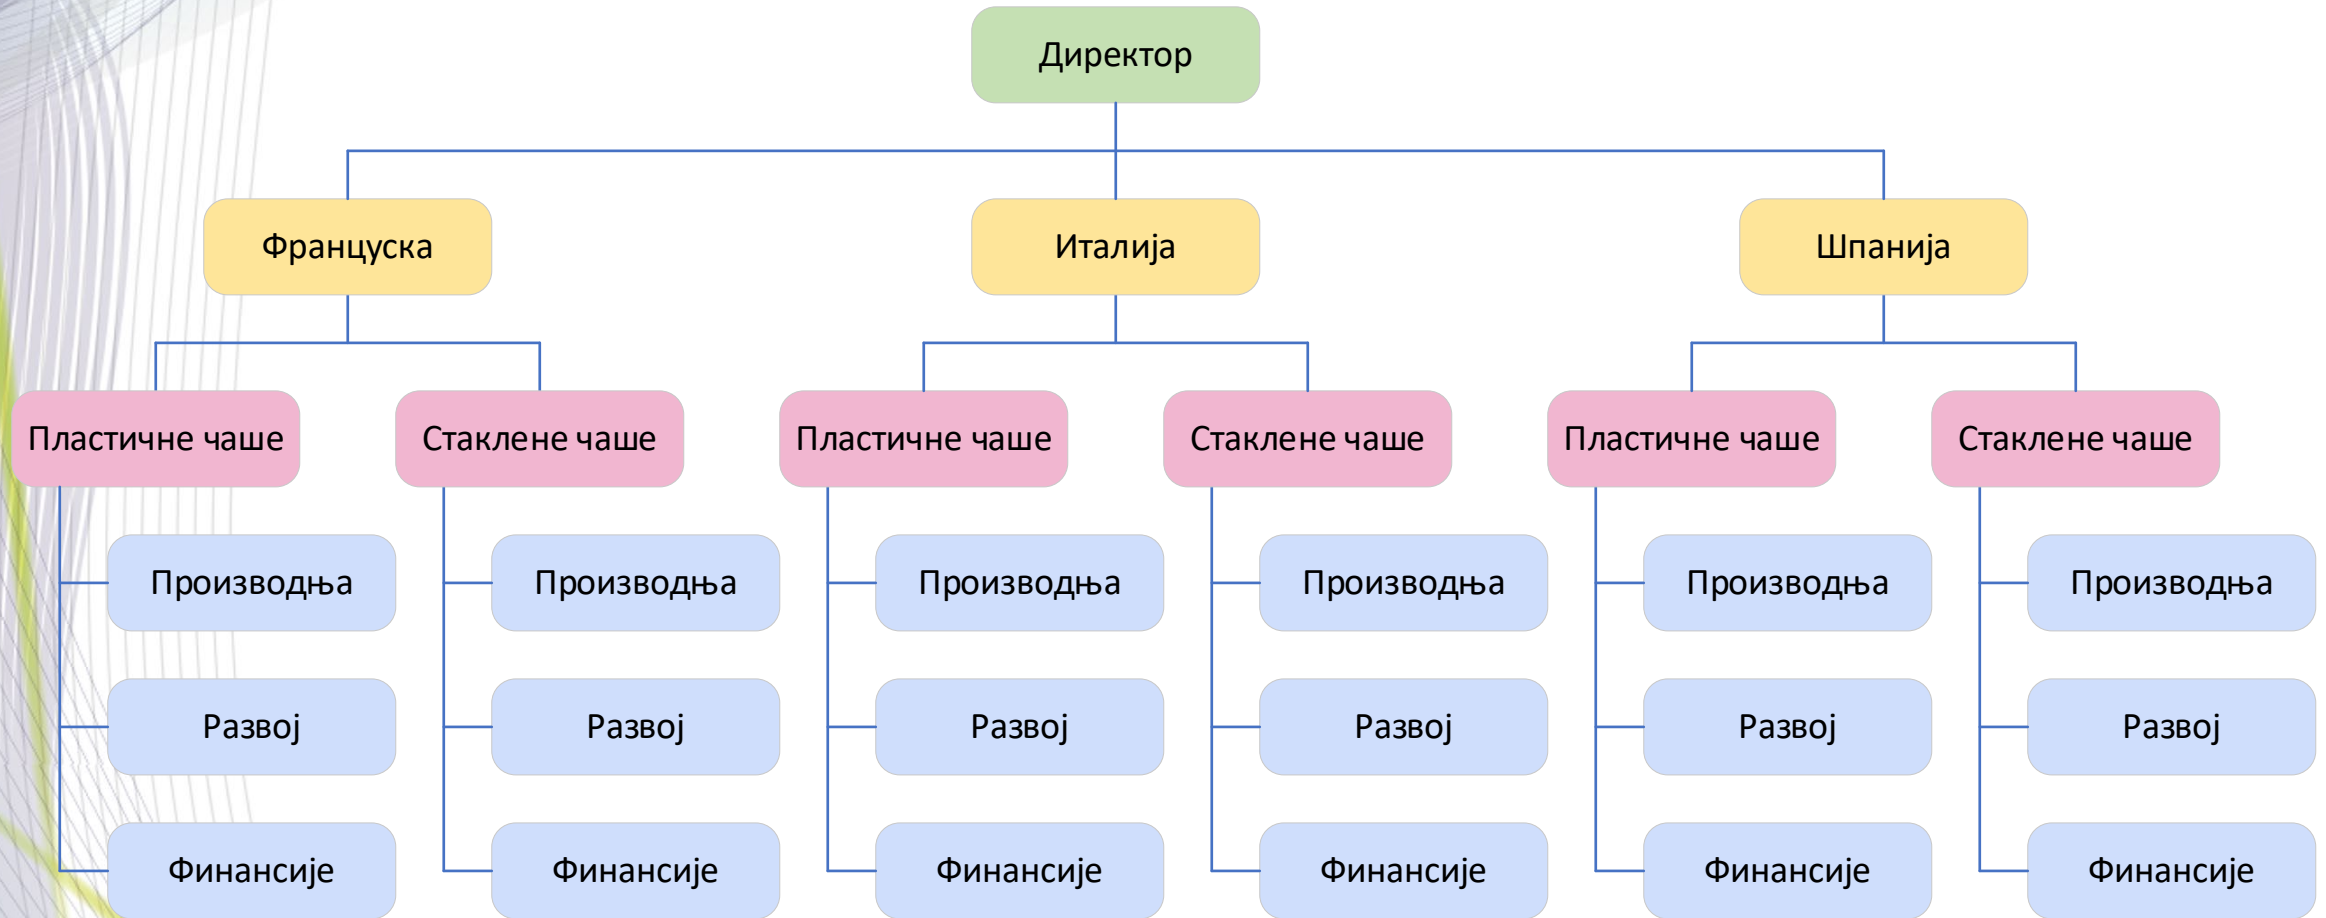 Директор
Француска
Италија
Шпанија
Пластичне чаше
Стаклене чаше
Пластичне чаше
Стаклене чаше
Пластичне чаше
Стаклене чаше
Производња
Производња
Производња
Производња
Производња
Производња
Развој
Развој
Развој
Развој
Развој
Развој
Финансије
Финансије
Финансије
Финансије
Финансије
Финансије